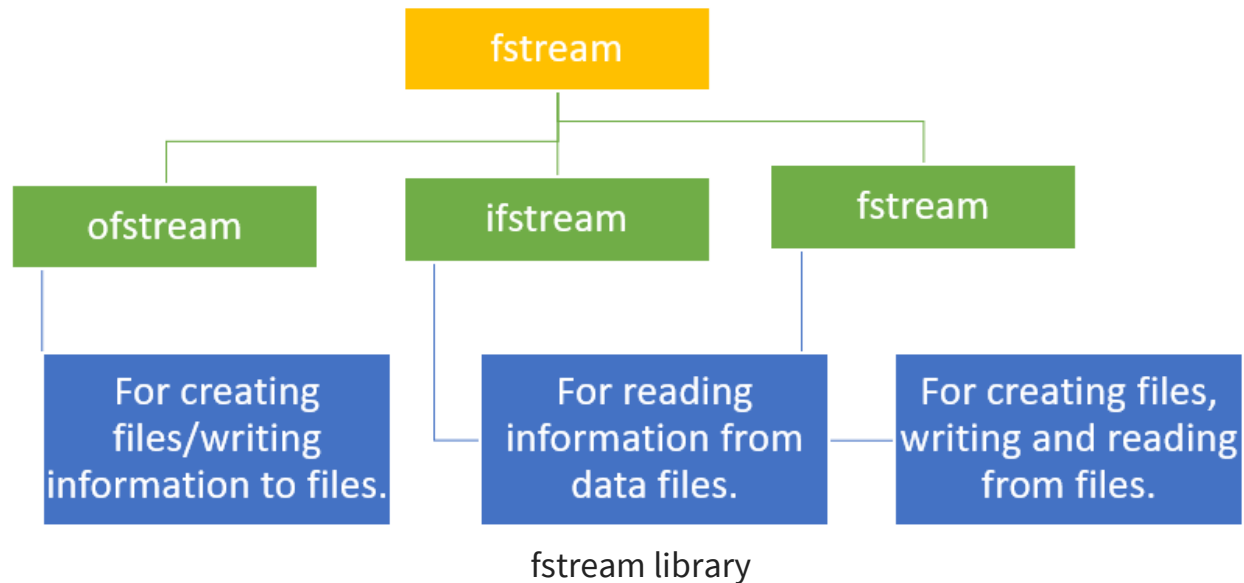 fstream
ofstream
ifstream
fstream
For creating
files/writing
information to files.
For reading
information from
data files.
For creating files,
writing and reading
from files.
fstream library